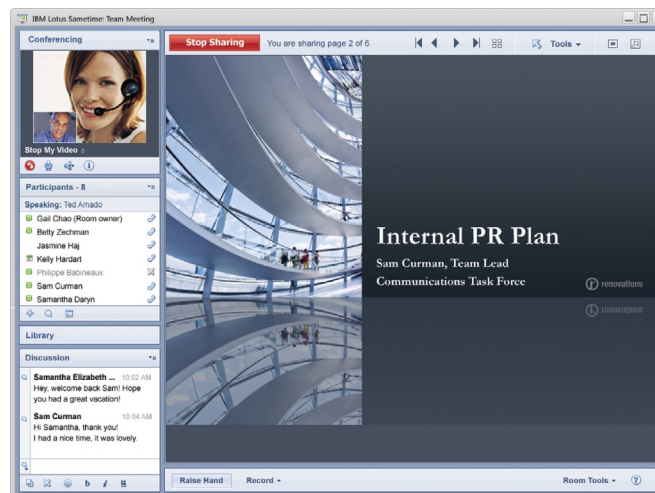 IBM Lotus Sametime: Team Meeting
Conferencing
Stop My Video
Participants - 8
Speaking: Ted Amado
Gail Chao (Room owner)
Betty Zechman
Jasmine Haj
Kelly Hardart
Philippe Babineaux
Sam Curman
Samantha Daryn
Library
Discussion
Samantha Elizabeth ... 10:02 AM
Hey, welcome back Sam! Hope
you had a great vacation!
Sam Curman 10:04 AM
Hi Samantha, thank you!
I had a nice time, it was lovely.
b i u
Stop Sharing You are sharing page 2 of 6 Tools
Internal PR Plan
Sam Curman, Team Lead
Communications Task Force
r renovations
Raise Hand Record Room Tools ?